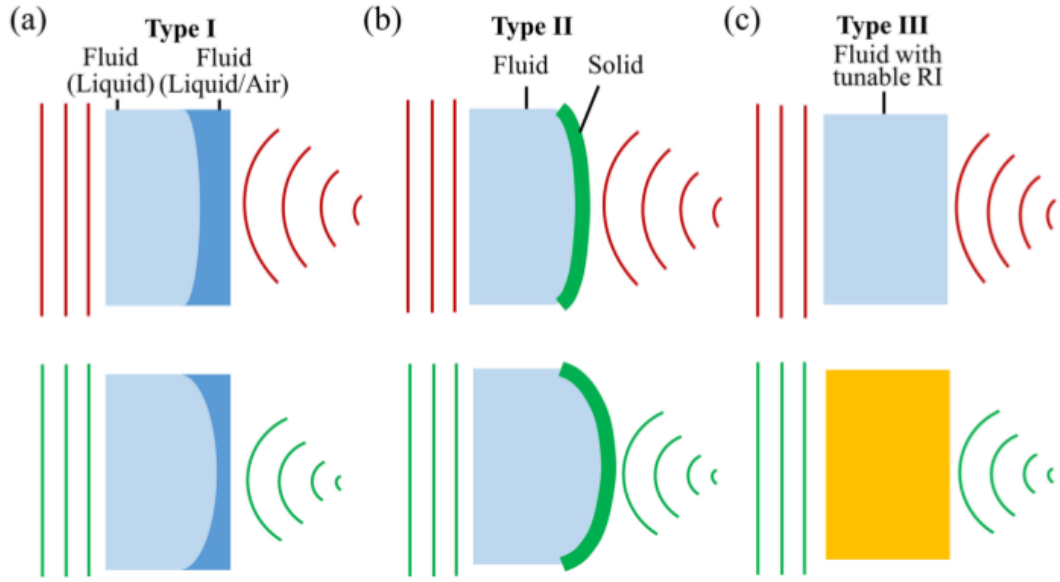 (a)
Type I
Fluid
(Liquid)
Fluid
(Liquid/Air)
(b)
Type II
Fluid
Solid
(c)
Type III
Fluid with
tunable RI